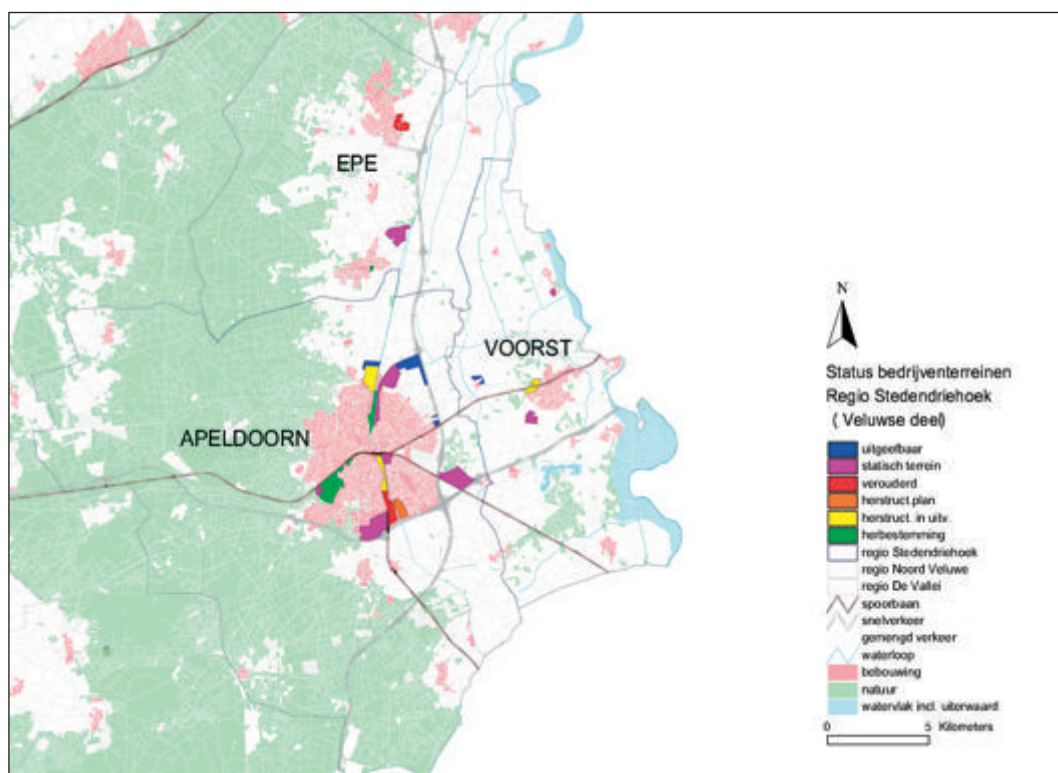 EPE
VOORST
APELDOORN
N
Status bedrijventerreinen
Regio Stedendriehoek
( Veluwse deel)
uitgeefbaar
statisch terrein
verouderd
herstruct.plan
herstruct. in uitv.
herbestemming
regio Stedendriehoek
regio Noord Veluwe
regio De Vallei
spoorbaan
snelverkeer
gemengd verkeer
waterloop
bebouwing
natuur
watervlak incl. uiterwaard
0 5 Kilometers